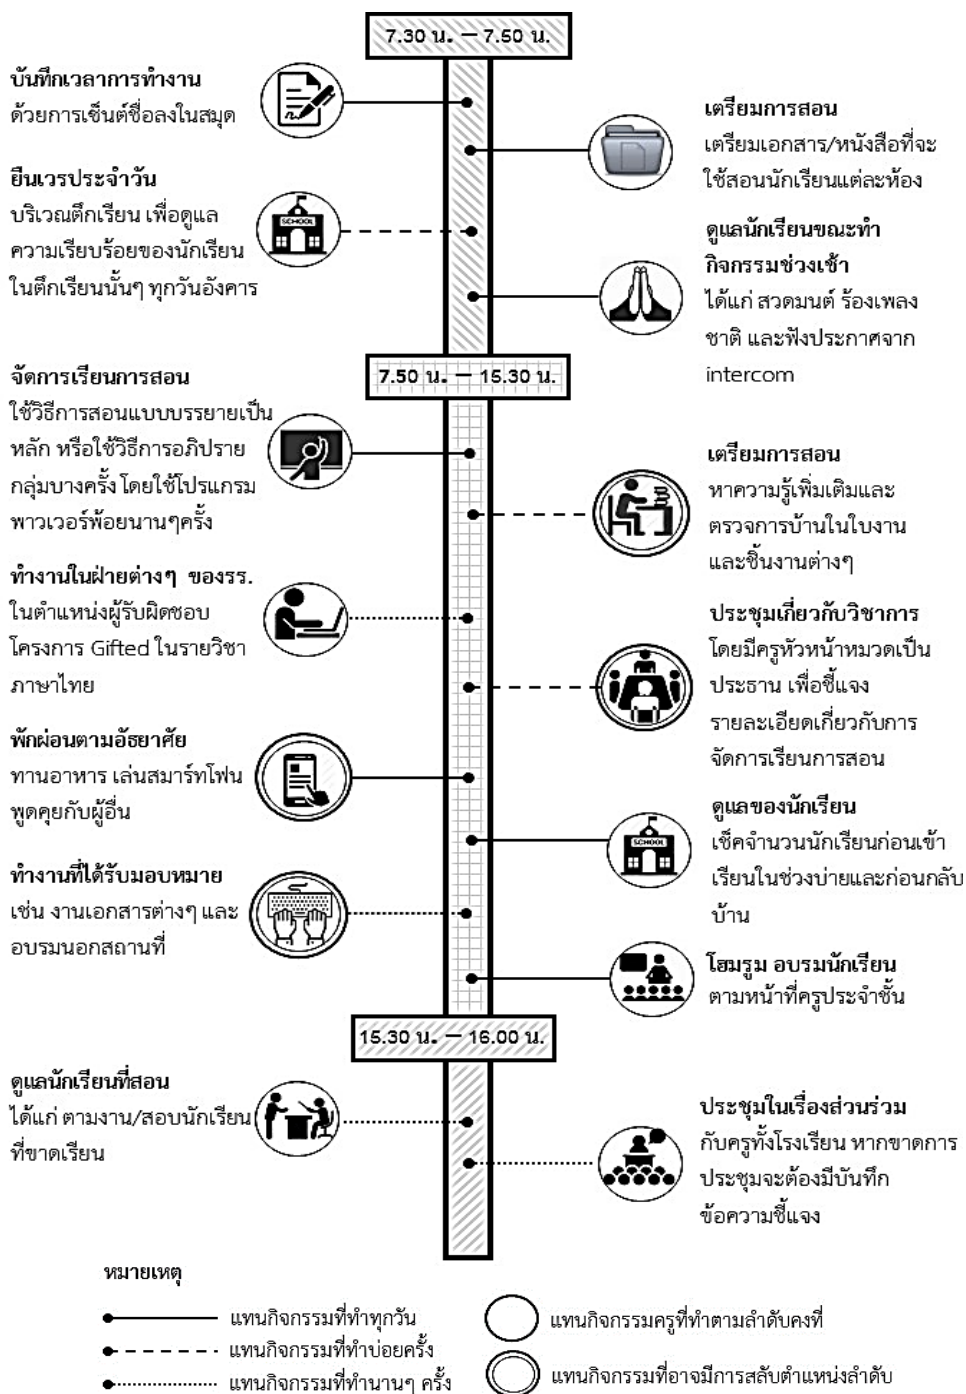 7.30 น. – 7.50 น.
บันทึกเวลาการทำงาน
ด้วยการเซ็นต์ชื่อลงในสมุด
เตรียมการสอน
เตรียมเอกสาร/หนังสือที่จะ
ใช้สอนนักเรียนแต่ละห้อง
ยืนเวรประจำวัน
บริเวณตึกเรียน เพื่อดูแล
ความเรียบร้อยของนักเรียน
ในตึกเรียนนั้นๆ ทุกวันอังคาร
SCHOOL
ดูแลนักเรียนขณะทำ
กิจกรรมช่วงเช้า
ได้แก่ สวดมนต์ ร้องเพลง
ชาติ และฟังประกาศจาก
intercom
7.50 น. – 15.30 น.
จัดการเรียนการสอน
ใช้วิธีการสอนแบบบรรยายเป็น
หลัก หรือใช้วิธีการอภิปราย
กลุ่มบางครั้ง โดยใช้โปรแกรม
พาวเวอร์พ้อยนานๆครั้ง
เตรียมการสอน
หาความรู้เพิ่มเติมและ
ตรวจการบ้านในใบงาน
และชิ้นงานต่างๆ
ทำงานในฝ่ายต่างๆ ของรร.
ในตำแหน่งผู้รับผิดชอบ
โครงการ Gifted ในรายวิชา
ภาษาไทย
ประชุมเกี่ยวกับวิชาการ
โดยมีครูหัวหน้าหมวดเป็น
ประธาน เพื่อชี้แจง
รายละเอียดเกี่ยวกับการ
จัดการเรียนการสอน
พักผ่อนตามอัธยาศัย
ทานอาหาร เล่นสมาร์ทโฟน
พูดคุยกับผู้อื่น
ดูแลของนักเรียน
เช็คจำนวนนักเรียนก่อนเข้า
เรียนในช่วงบ่ายและก่อนกลับ
บ้าน
SCHOOL
ทำงานที่ได้รับมอบหมาย
เช่น งานเอกสารต่างๆ และ
อบรมนอกสถานที่
โฮมรูม อบรมนักเรียน
ตามหน้าที่ครูประจำชั้น
15.30 น. – 16.00 น.
ดูแลนักเรียนที่สอน
ได้แก่ ตามงาน/สอบนักเรียน
ที่ขาดเรียน
ประชุมในเรื่องส่วนร่วม
กับครูทั้งโรงเรียน หากขาดการ
ประชุมจะต้องมีบันทึก
ข้อความชี้แจง
หมายเหตุ
แทนกิจกรรมที่ทำทุกวัน
แทนกิจกรรมที่ทำบ่อยครั้ง
แทนกิจกรรมที่ทำนานๆ ครั้ง
แทนกิจกรรมครูที่ทำตามลำดับคงที่
แทนกิจกรรมที่อาจมีการสลับตำแหน่งลำดับ